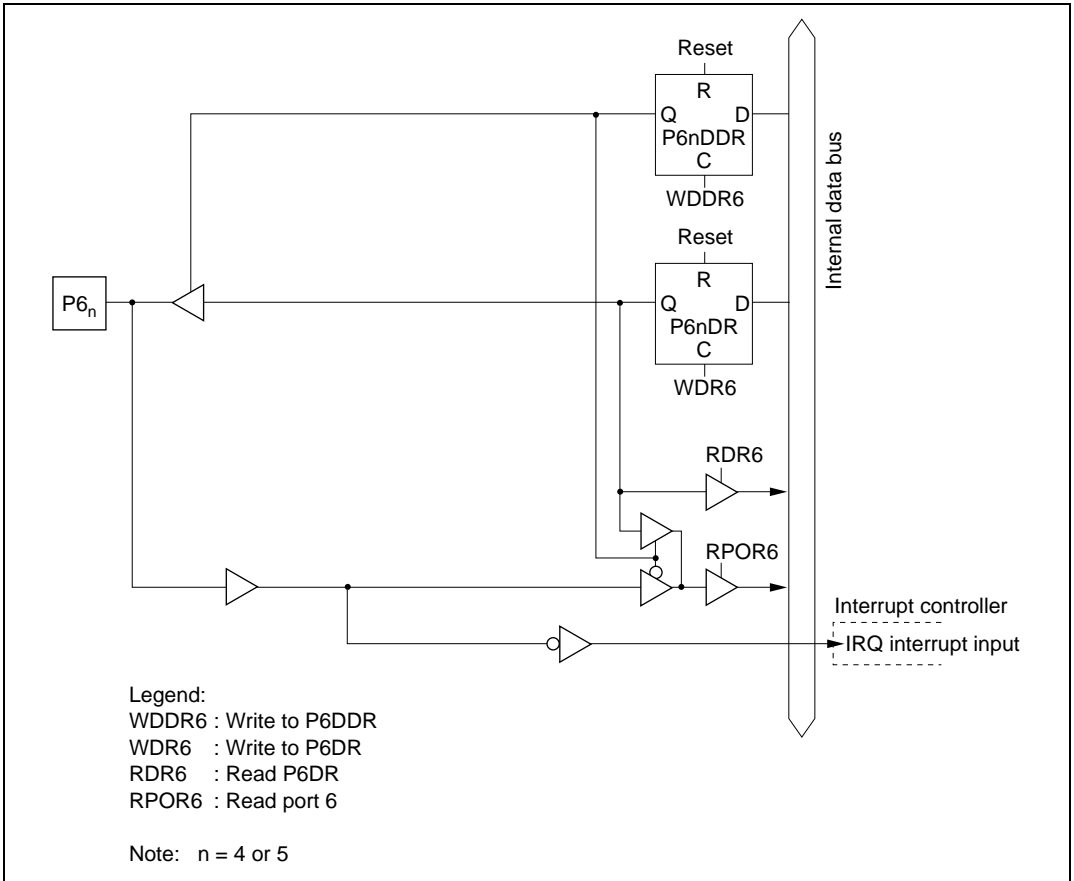 Reset
R
Q D
P6nDDR
C
WDDR6
Internal data bus
Reset
R
Q D
P6nDR
C
WDR6
P6n
RDR6
RPOR6
Interrupt controller
IRQ interrupt input
Legend:
WDDR6 : Write to P6DDR
WDR6 : Write to P6DR
RDR6 : Read P6DR
RPOR6 : Read port 6
Note: n = 4 or 5